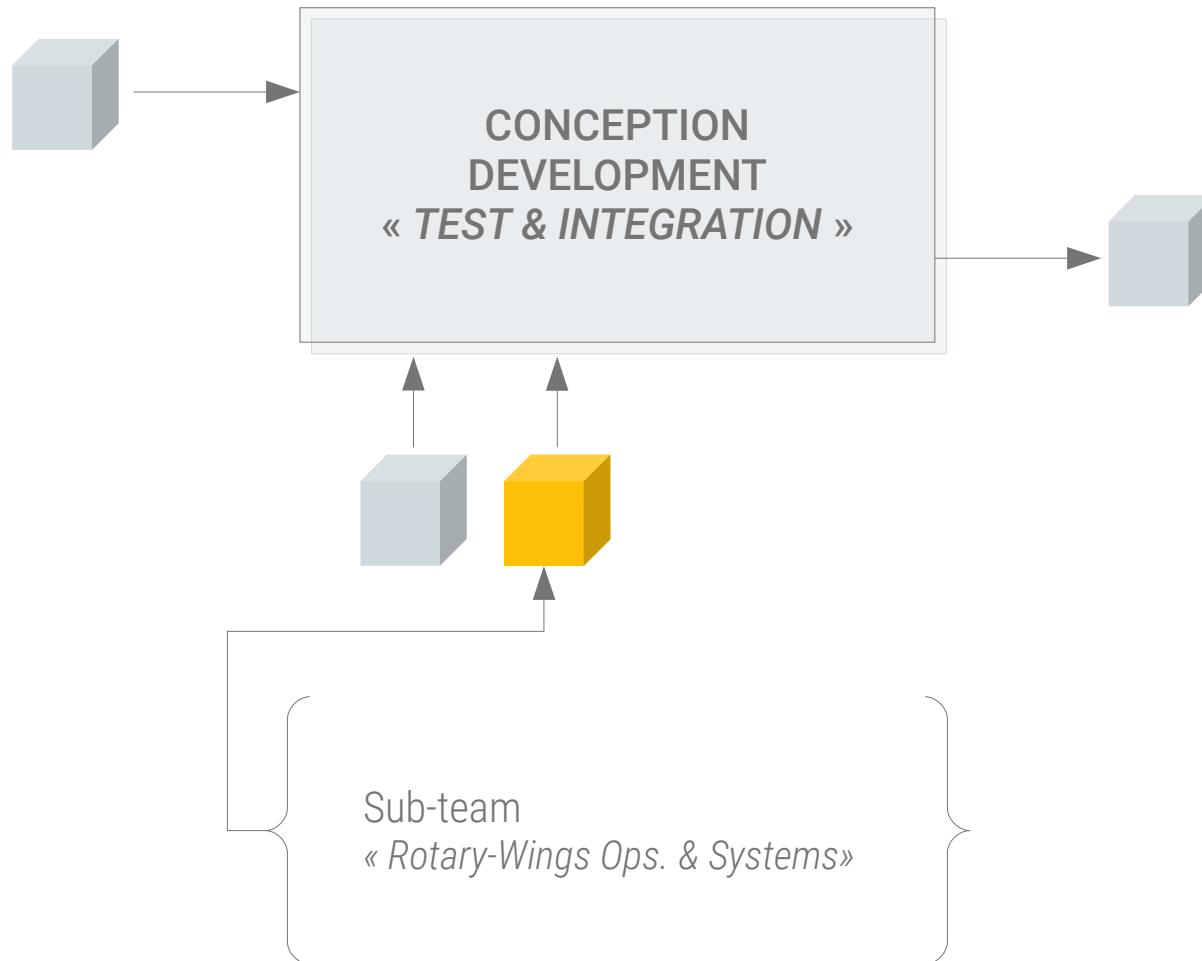 CONCEPTION
DEVELOPMENT
« TEST & INTEGRATION »
Sub-team
« Rotary-Wings Ops. & Systems»